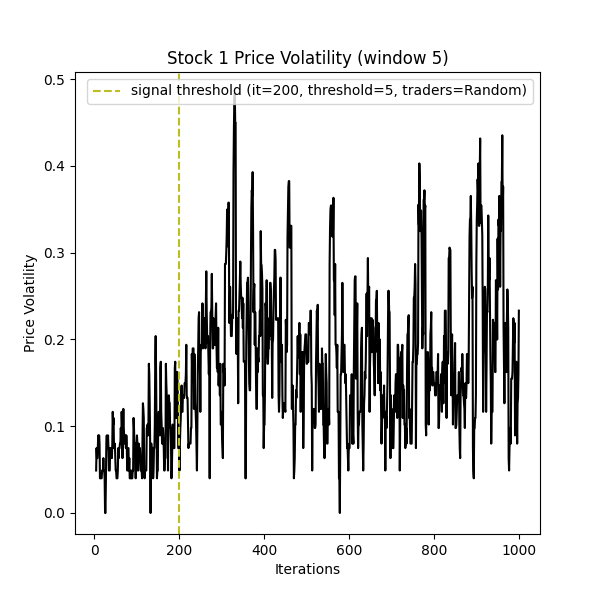 Stock 1 Price Volatility (window 5)
signal threshold (it=200, threshold=5, traders=Random)
Price Volatility
0.5
0.4
0.3
0.2
0.1
0.0
0 200 400 600 800 1000
Iterations